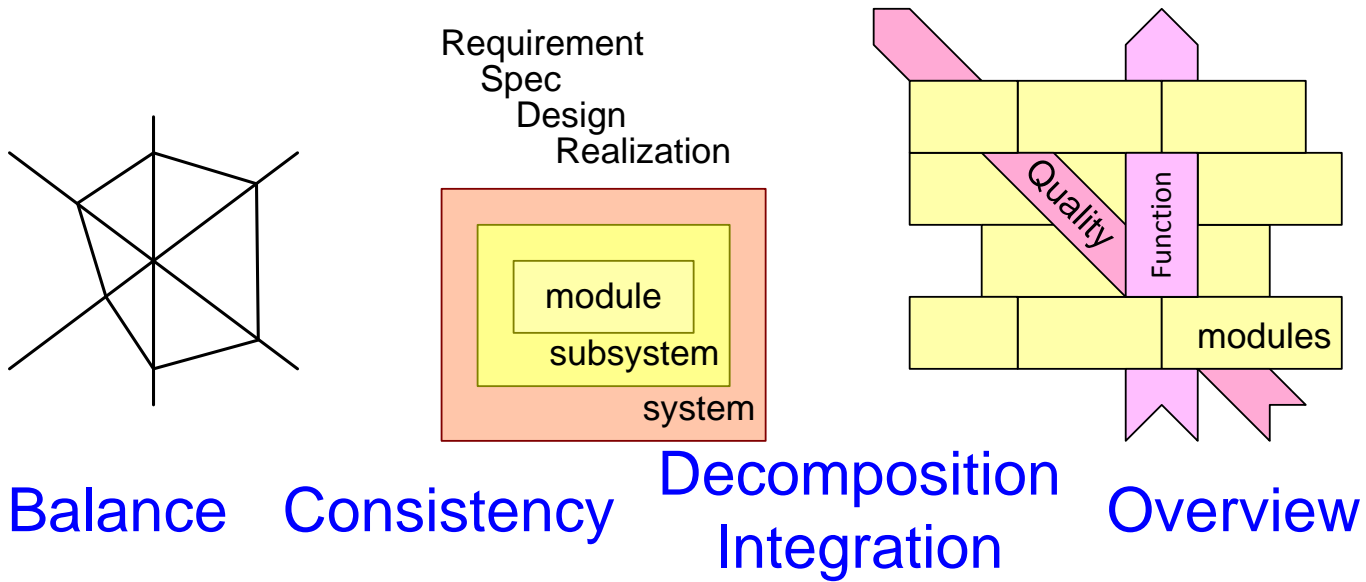 Requirement
Spec
Design
Realization
module
subsystem
system
Quality
Function
modules
Balance
Consistency
Decomposition
Integration
Overview